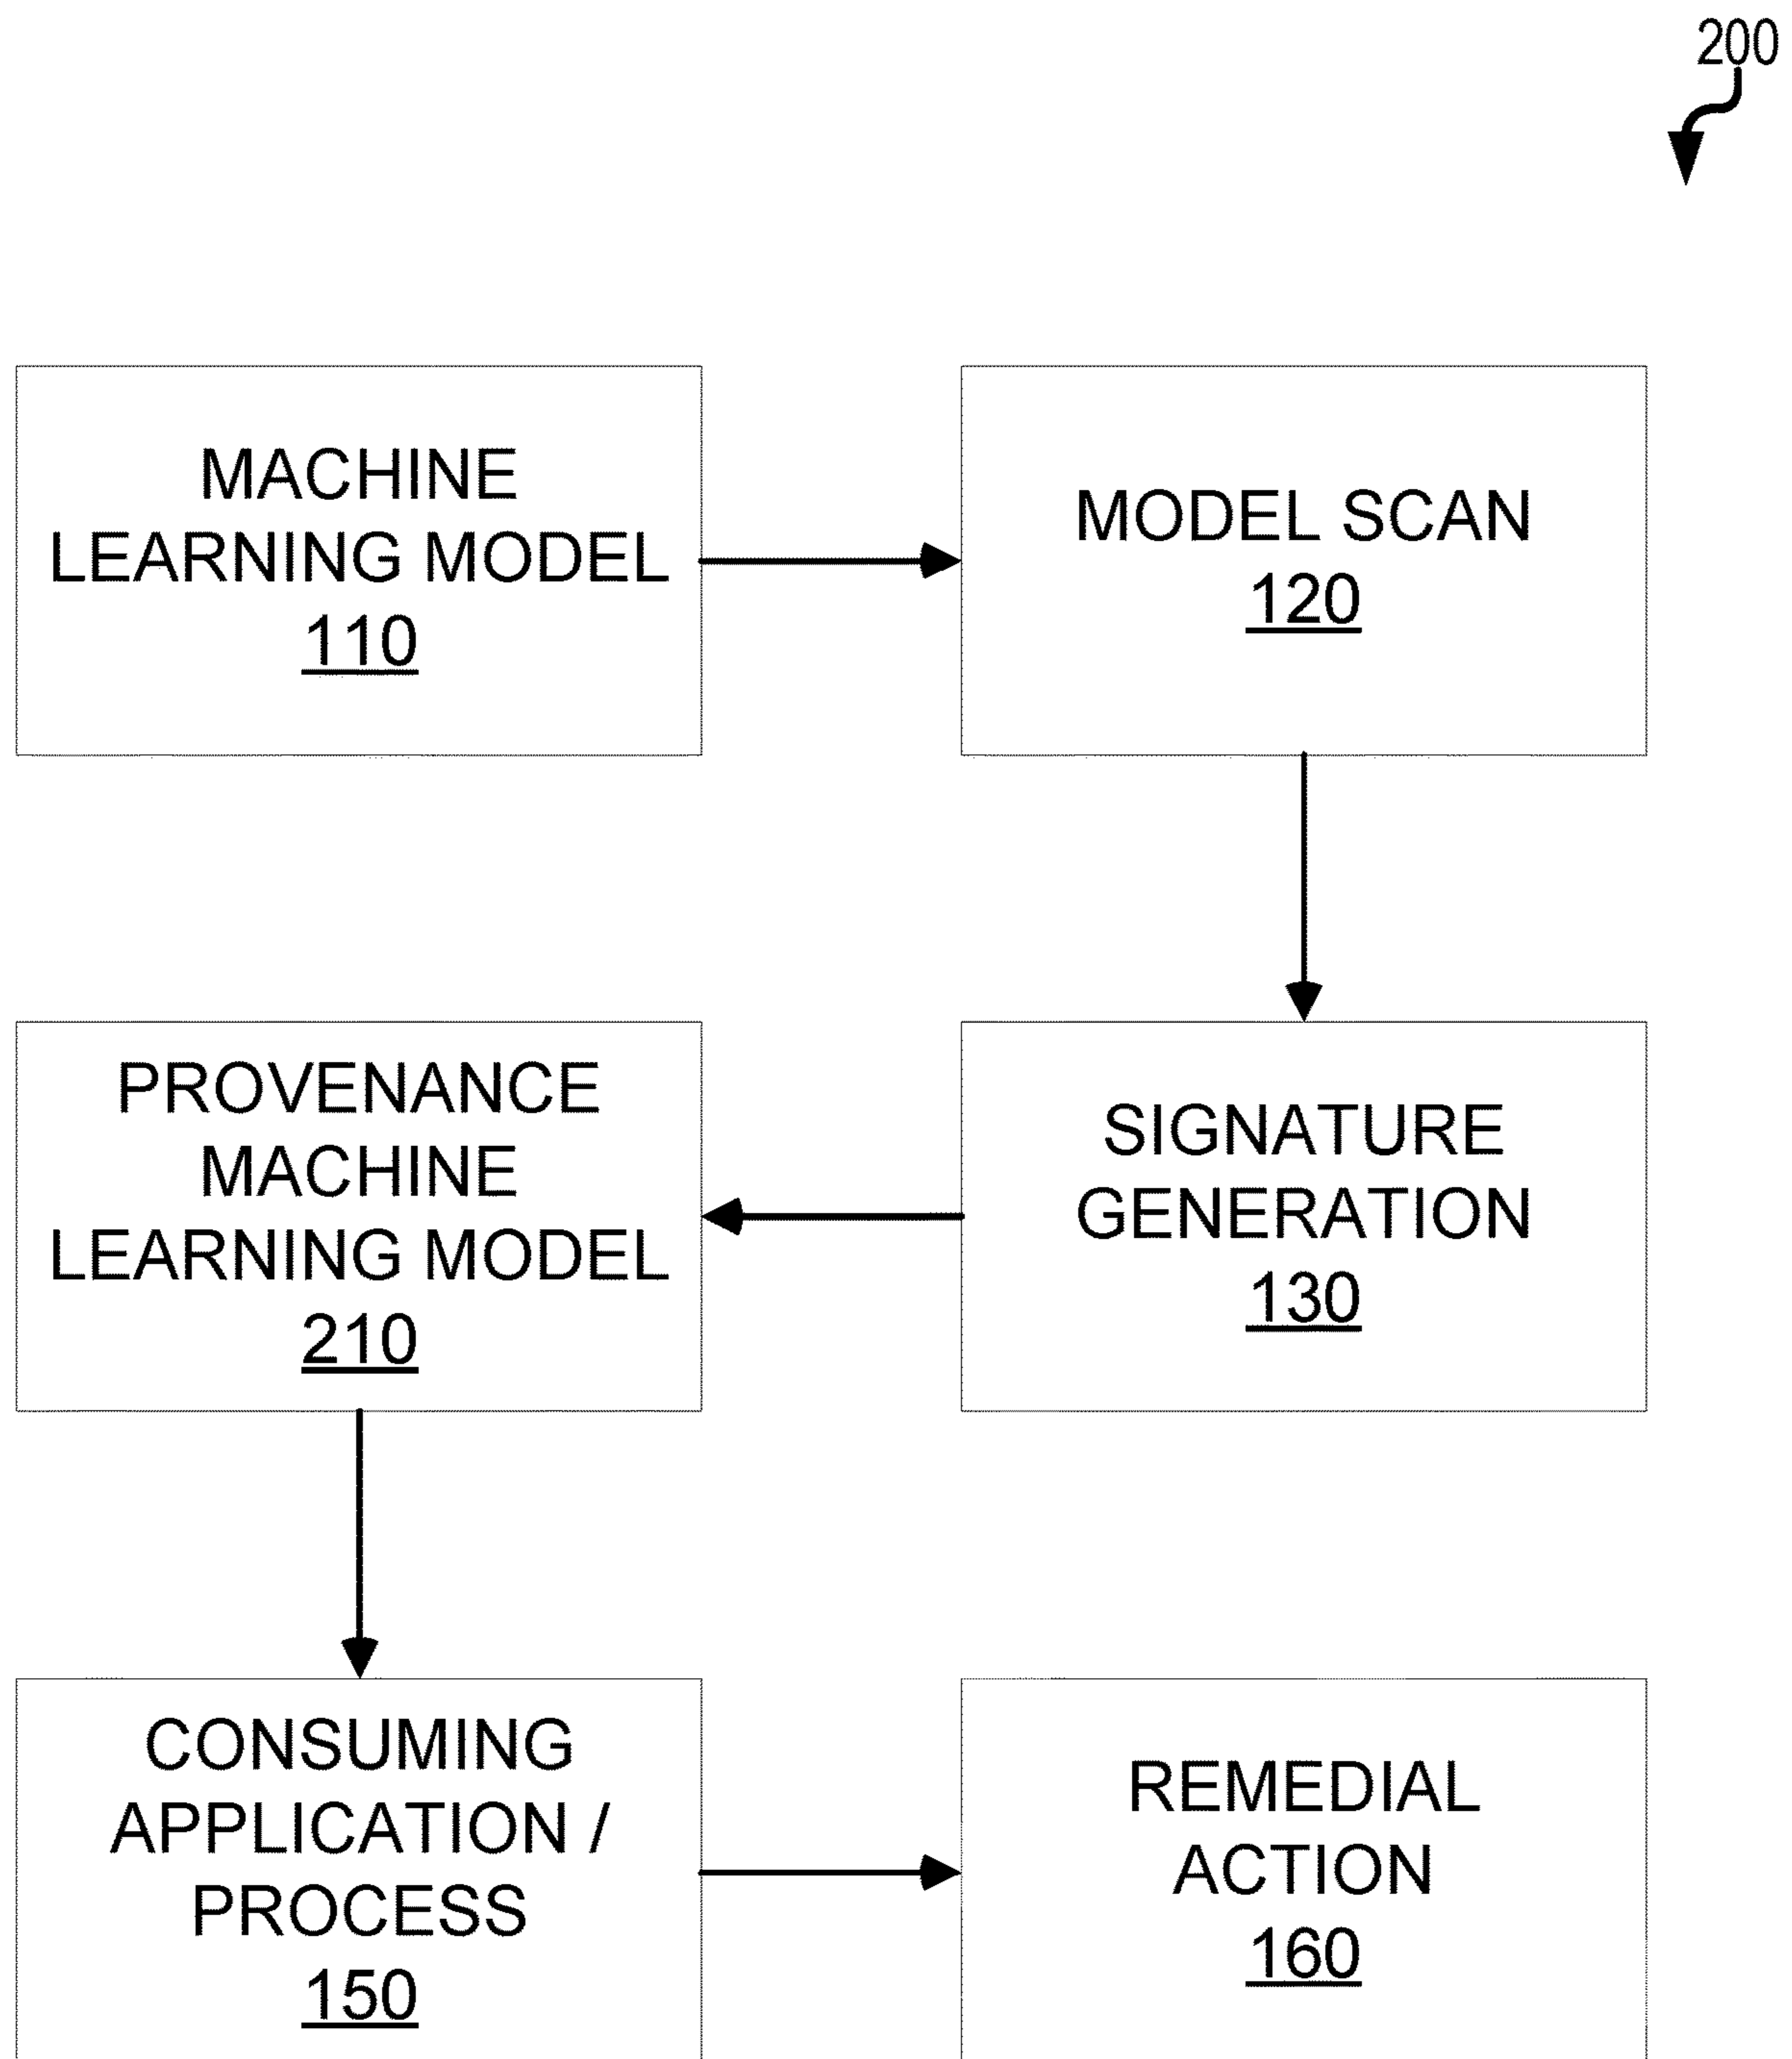 200
MACHINE
LEARNING MODEL
110
MODEL SCAN
120
PROVENANCE
MACHINE
LEARNING MODEL
210
SIGNATURE
GENERATION
130
CONSUMING
APPLICATION /
PROCESS
150
REMEDIAL
ACTION
160